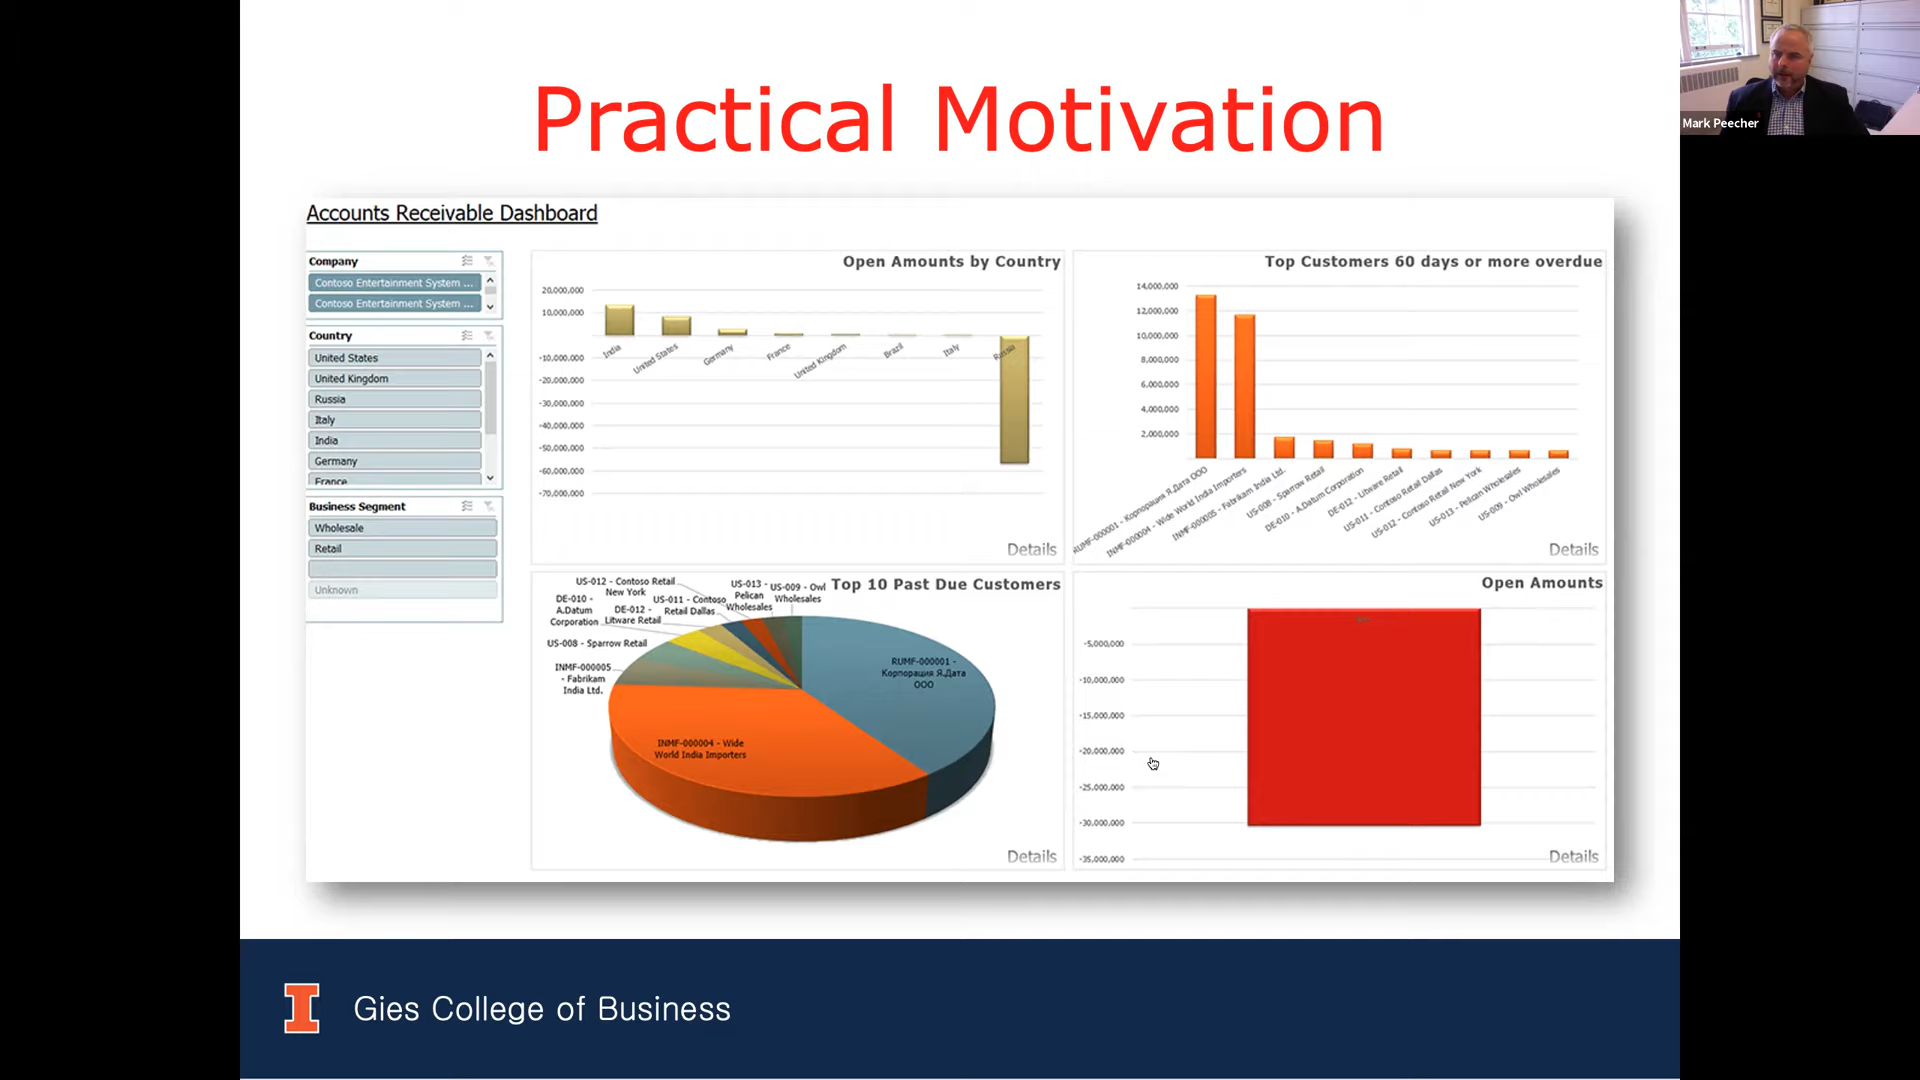 Practical Motivation
Mark Peecher
Accounts Receivable Dashboard
Company
Contoso Entertainment System ...
Contoso Entertainment System ...
Country
United States
United Kingdom
Russia
Italy
India
Germany
France
Business Segment
Wholesale
Retail
Unknown
Open Amounts by Country
20,000,000
10,000,000
-10,000,000
-20,000,000
-30,000,000
-40,000,000
-50,000,000
-60,000,000
-70,000,000
India
United States
Germany
France
United Kingdom
Brazil
Italy
Russia
Details
Top Customers 60 days or more overdue
14,000,000
12,000,000
10,000,000
8,000,000
6,000,000
4,000,000
2,000,000
RUMF-000001 - Корпорация Я.Дата ООО
INMF-000004 - Wide World India Importers
INMF-000005 - Fabrikam India Ltd.
US-008 - Sparrow Retail
DE-010 - A.Datum Corporation
DE-012 - Litware Retail
US-011 - Contoso Retail Dallas
US-012 - Contoso Retail New York
US-013 - Pelican Wholesales
US-009 - Owl Wholesales
Details
Top 10 Past Due Customers
US-012 - Contoso Retail
New York
DE-010 -
A.Datum
Corporation
DE-012 -
Litware Retail
US-011 - Contoso
Retail Dallas
US-013 -
Pelican
Wholesales
US-009 - Owl
Wholesales
US-008 - Sparrow Retail
INMF-000005
- Fabrikam
India Ltd.
RUMF-000001 -
Корпорация Я.Дата
ООО
INMF-000004 - Wide
World India Importers
Details
Open Amounts
-5,000,000
-10,000,000
-15,000,000
-20,000,000
-25,000,000
-30,000,000
-35,000,000
Details
I
Gies College of Business